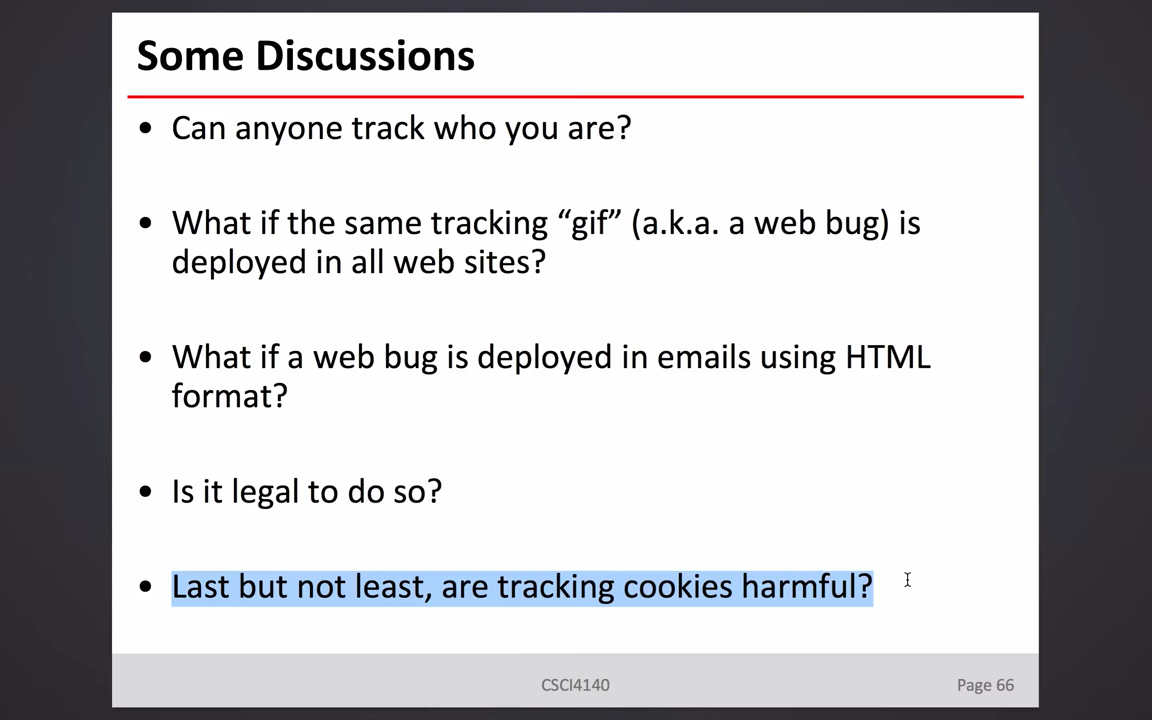 Some Discussions
• Can anyone track who you are?
• What if the same tracking “gif” (a.k.a. a web bug) is
deployed in all web sites?
• What if a web bug is deployed in emails using HTML
format?
• Is it legal to do so?
• Last but not least, are tracking cookies harmful?
CSCI4140
Page 66